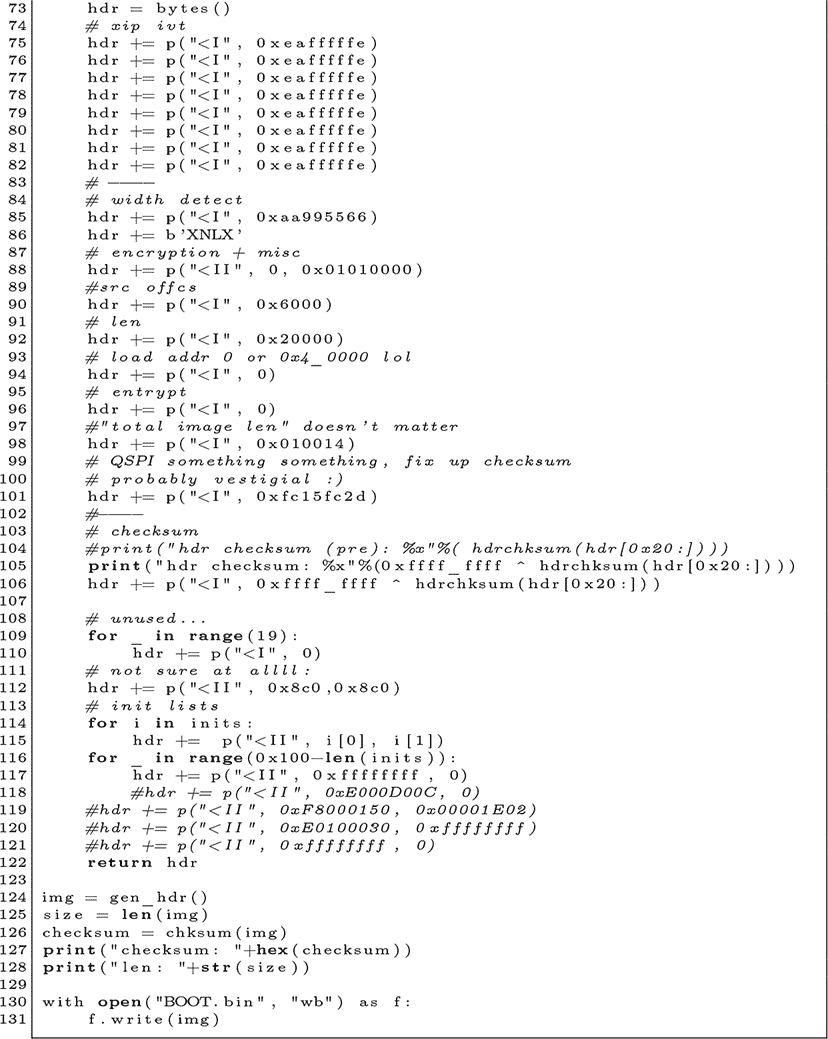 73 hdr = bytes()
74 # xip ivt
75 hdr += p("<I", 0xeafffffe)
76 hdr += p("<I", 0xeafffffe)
77 hdr += p("<I", 0xeafffffe)
78 hdr += p("<I", 0xeafffffe)
79 hdr += p("<I", 0xeafffffe)
80 hdr += p("<I", 0xeafffffe)
81 hdr += p("<I", 0xeafffffe)
82 hdr += p("<I", 0xeafffffe)
83 # ----
84 # width detect
85 hdr += p("<I", 0xaa995566)
86 hdr += b'XNLX'
87 # encryption + misc
88 hdr += p("<II", 0, 0x01010000)
89 #src offcs
90 hdr += p("<I", 0x6000)
91 # len
92 hdr += p("<I", 0x20000)
93 # load addr 0 or 0x4_0000 lol
94 hdr += p("<I", 0)
95 # entrypt
96 hdr += p("<I", 0)
97 #"total image len" doesn't matter
98 hdr += p("<I", 0x010014)
99 # QSPI something something, fix up checksum
100 # probably vestigial :)
101 hdr += p("<I", 0xfc15fc2d)
102 #----
103 # checksum
104 #print("hdr checksum (pre): %x"%( hdrchksum(hdr[0x20:])))
105 print("hdr checksum: %x"%(0xffff_ffff ^ hdrchksum(hdr[0x20:])))
106 hdr += p("<I", 0xffff_ffff ^ hdrchksum(hdr[0x20:]))
107
108 # unused...
109 for _ in range(19):
110 hdr += p("<I", 0)
111 # not sure at allll:
112 hdr += p("<II", 0x8c0,0x8c0)
113 # init lists
114 for i in inits:
115 hdr += p("<II", i[0], i[1])
116 for _ in range(0x100-len(inits)):
117 hdr += p("<II", 0xffffffff, 0)
118 #hdr += p("<II", 0xE000D00C, 0)
119 #hdr += p("<II", 0xF8000150, 0x00001E02)
120 #hdr += p("<II", 0xE0100030, 0xffffffff)
121 #hdr += p("<II", 0xffffffff, 0)
122 return hdr
123
124 img = gen_hdr()
125 size = len(img)
126 checksum = chksum(img)
127 print("checksum: "+hex(checksum))
128 print("len: "+str(size))
129
130 with open("BOOT.bin", "wb") as f:
131 f.write(img)